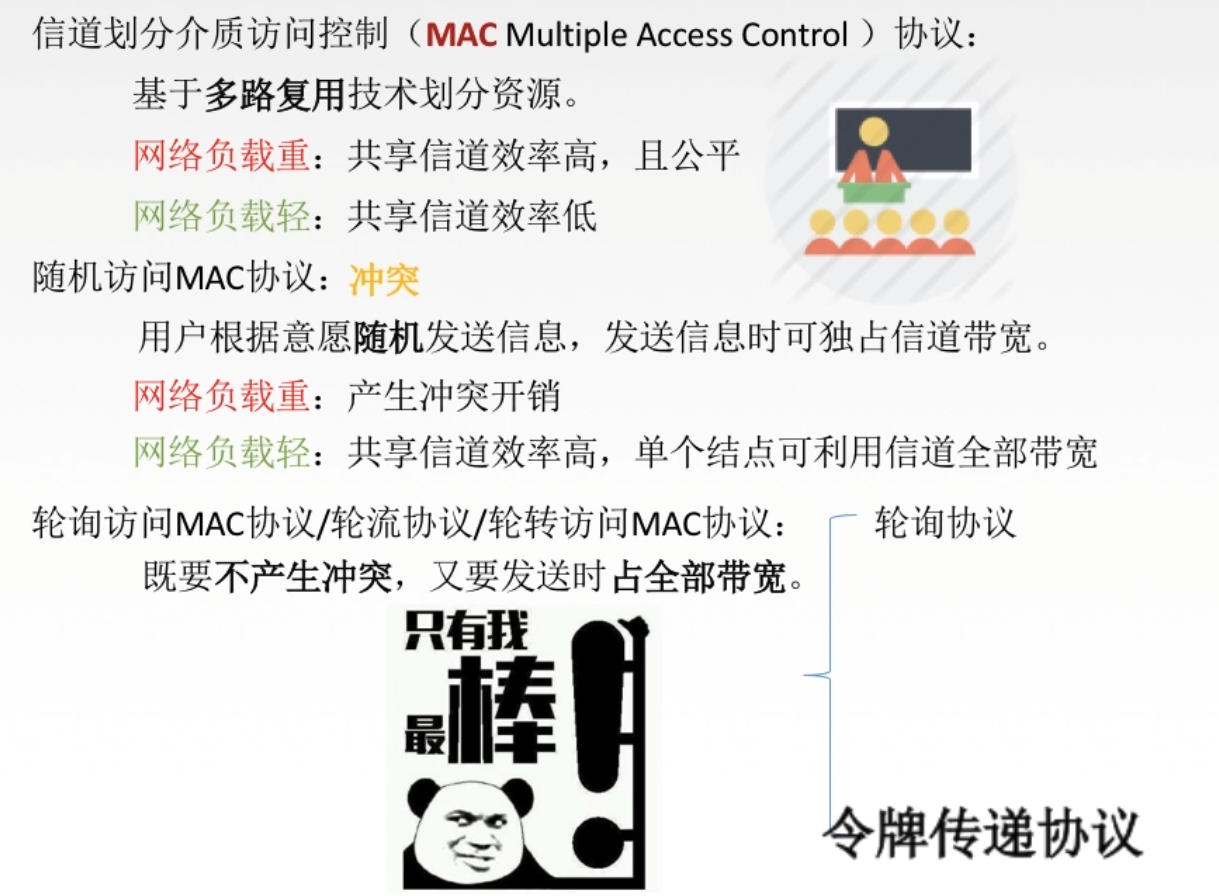 信道划分介质访问控制（MAC Multiple Access Control ）协议：
基于多路复用技术划分资源。
网络负载重：共享信道效率高，且公平
网络负载轻：共享信道效率低
随机访问MAC协议：冲突
用户根据意愿随机发送信息，发送信息时可独占信道带宽。
网络负载重：产生冲突开销
网络负载轻：共享信道效率高，单个结点可利用信道全部带宽
轮询访问MAC协议/轮流协议/轮转访问MAC协议：
轮询协议
既要不产生冲突，又要发送时占全部带宽。
只有我
最棒！
令牌传递协议